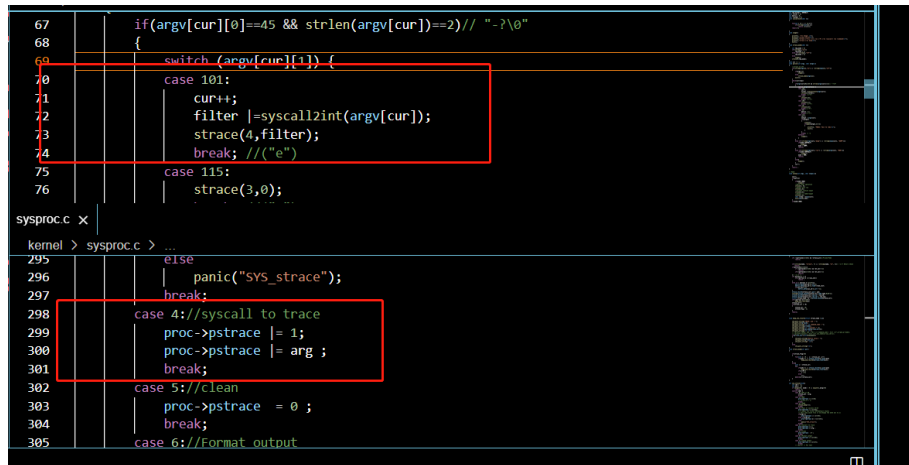 67 if(argv[cur][0]==45 && strlen(argv[cur])==2)// "-?\0"
68 {
69 switch (argv[cur][1]) {
70 case 101:
71 cur++;
72 filter |=syscall2int(argv[cur]);
73 strace(4,filter);
74 break; //("e")
75 case 115:
76 strace(3,0);
sysproc.c ×
kernel > sysproc.c > ...
295 else
296 panic("SYS_strace");
297 break;
298 case 4://syscall to trace
299 proc->pstrace |= 1;
300 proc->pstrace |= arg ;
301 break;
302 case 5://clean
303 proc->pstrace = 0 ;
304 break;
305 case 6://Format output